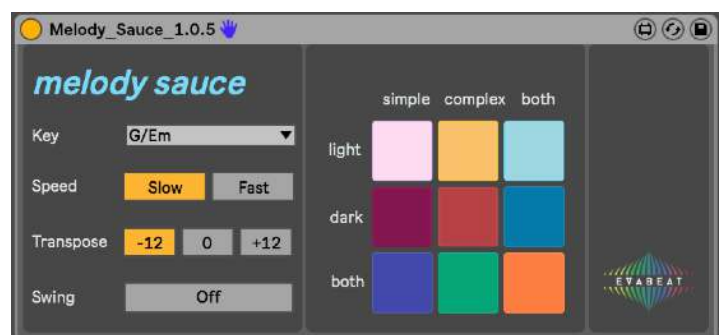 Melody_Sauce_1.0.5
melody sauce
Key G/Em
Speed Slow Fast
Transpose -12 0 +12
Swing Off
simple complex both
light
dark
both
EVABEAT